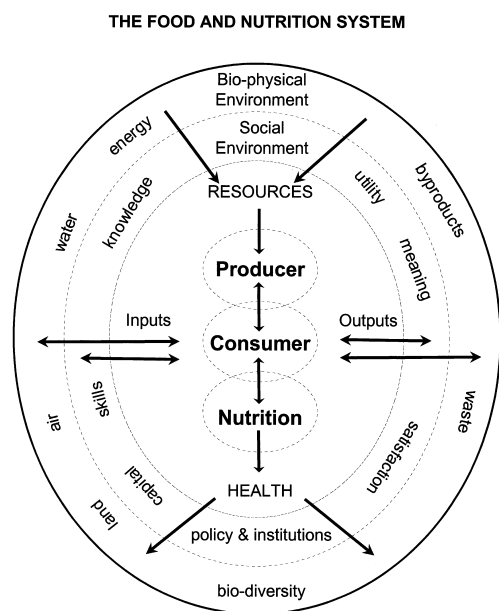 THE FOOD AND NUTRITION SYSTEM
Bio-physical
Environment
energy
Social
Environment
byproducts
knowledge
RESOURCES
utility
water
meaning
Producer
Inputs
Outputs
Consumer
skills
air
waste
Nutrition
satisfaction
capital
land
HEALTH
policy & institutions
bio-diversity